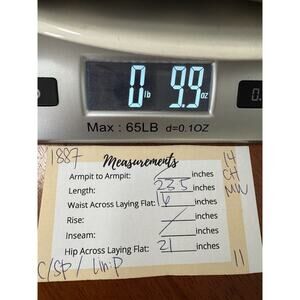 0 lb 9.9 oz
0.
Max : 65LB d=0.1OZ
1887
Measurements
14
CH
MW
Armpit to Armpit: inches
Length: 22.5 inches
Waist Across Laying Flat: 16 inches
Rise: inches
Inseam: inches
Hip Across Laying Flat: 21 inches
C/Sp / Lin:P
11